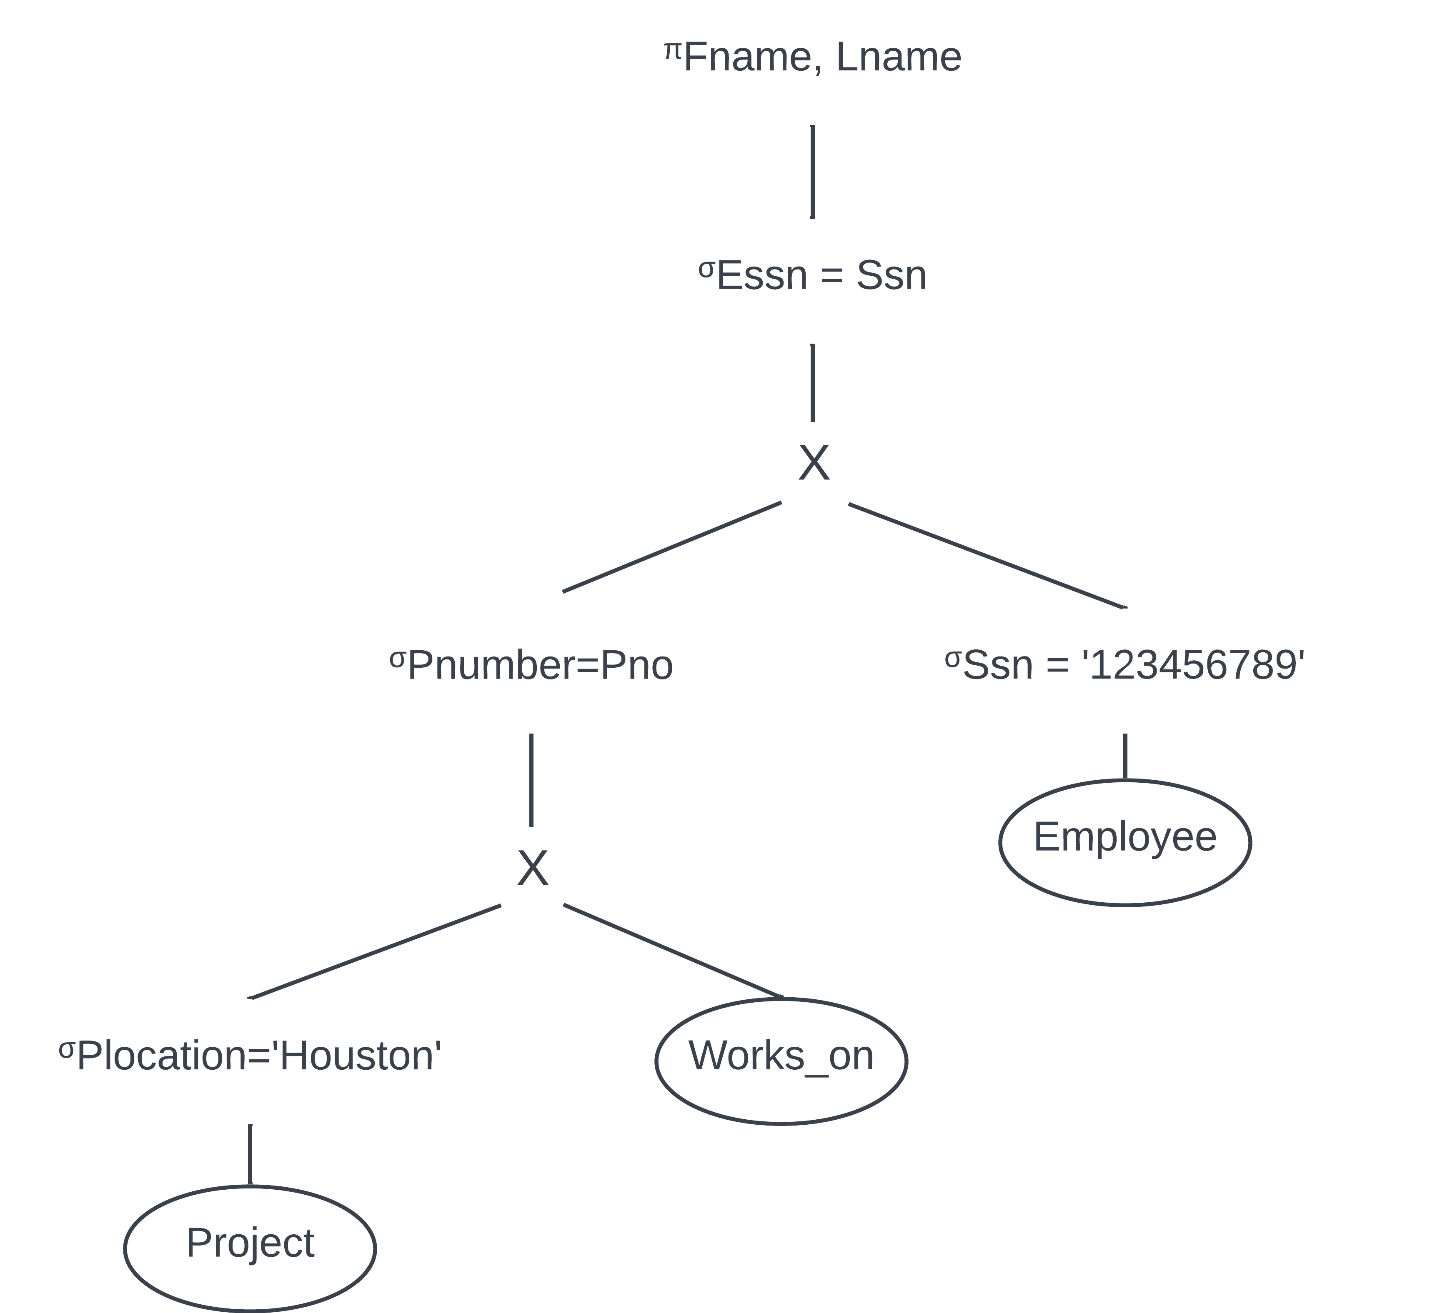 πFname, Lname
σEssn = Ssn
X
σPnumber=Pno
σSsn = '123456789'
Employee
X
σPlocation='Houston'
Works_on
Project